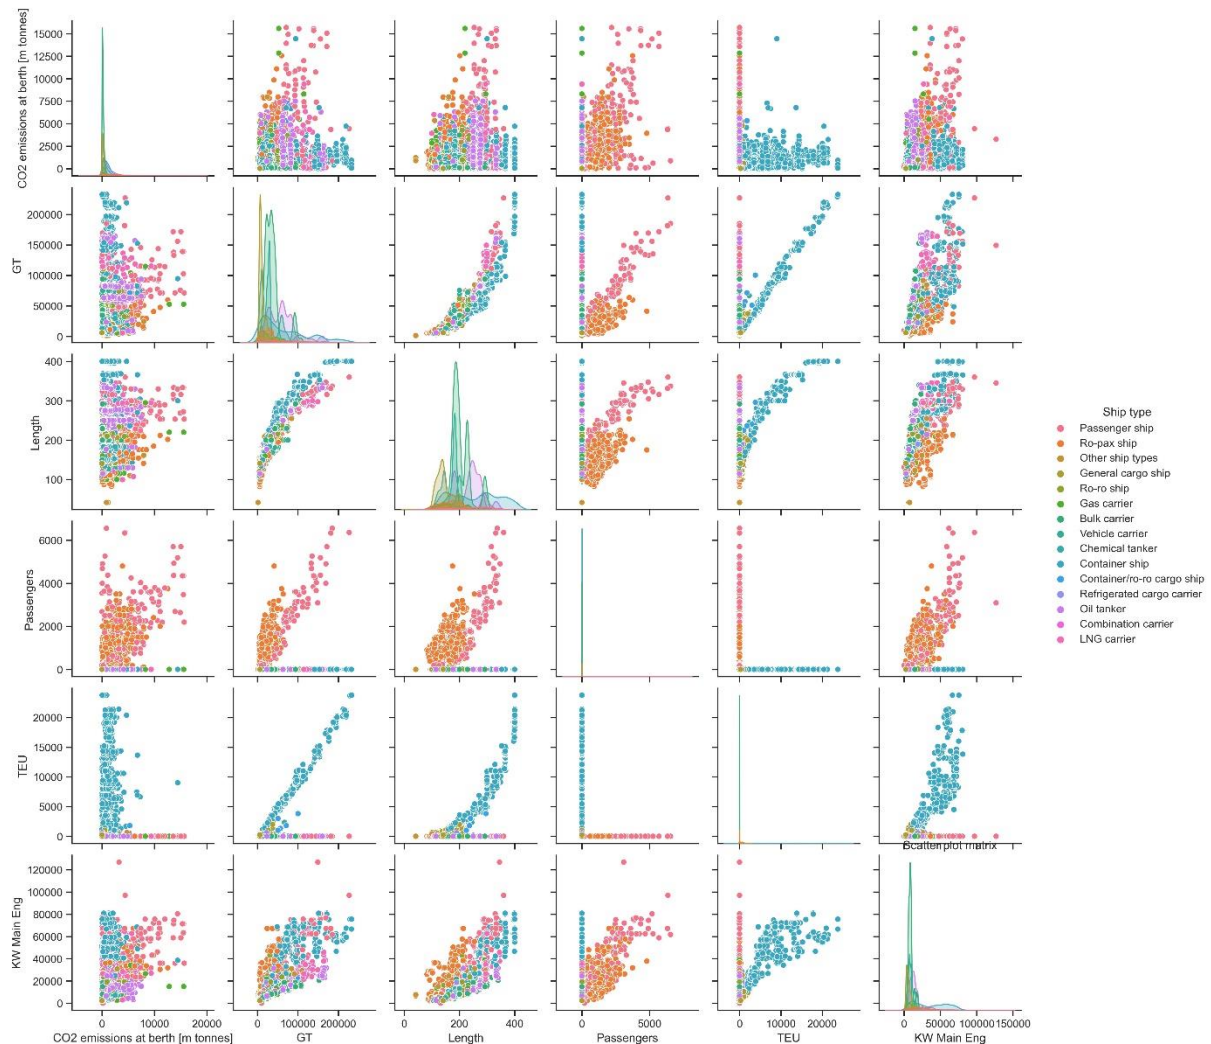 CO2 emissions at berth [m tonnes]
15000
12500
10000
7500
5000
2500
0
GT
200000
150000
100000
50000
0
Length
400
300
200
100
Passengers
6000
4000
2000
0
TEU
20000
15000
10000
5000
0
Scatter plot matrix
KW Main Eng
120000
100000
80000
60000
40000
20000
0
0 10000 20000
0 100000 200000
0 200 400
0 5000
0 10000 20000
0 50000 100000 150000
CO2 emissions at berth [m tonnes]
GT
Length
Passengers
TEU
KW Main Eng
Ship type
Passenger ship
Ro-pax ship
Other ship types
General cargo ship
Ro-ro ship
Gas carrier
Bulk carrier
Vehicle carrier
Chemical tanker
Container ship
Container/ro-ro cargo ship
Refrigerated cargo carrier
Oil tanker
Combination carrier
LNG carrier